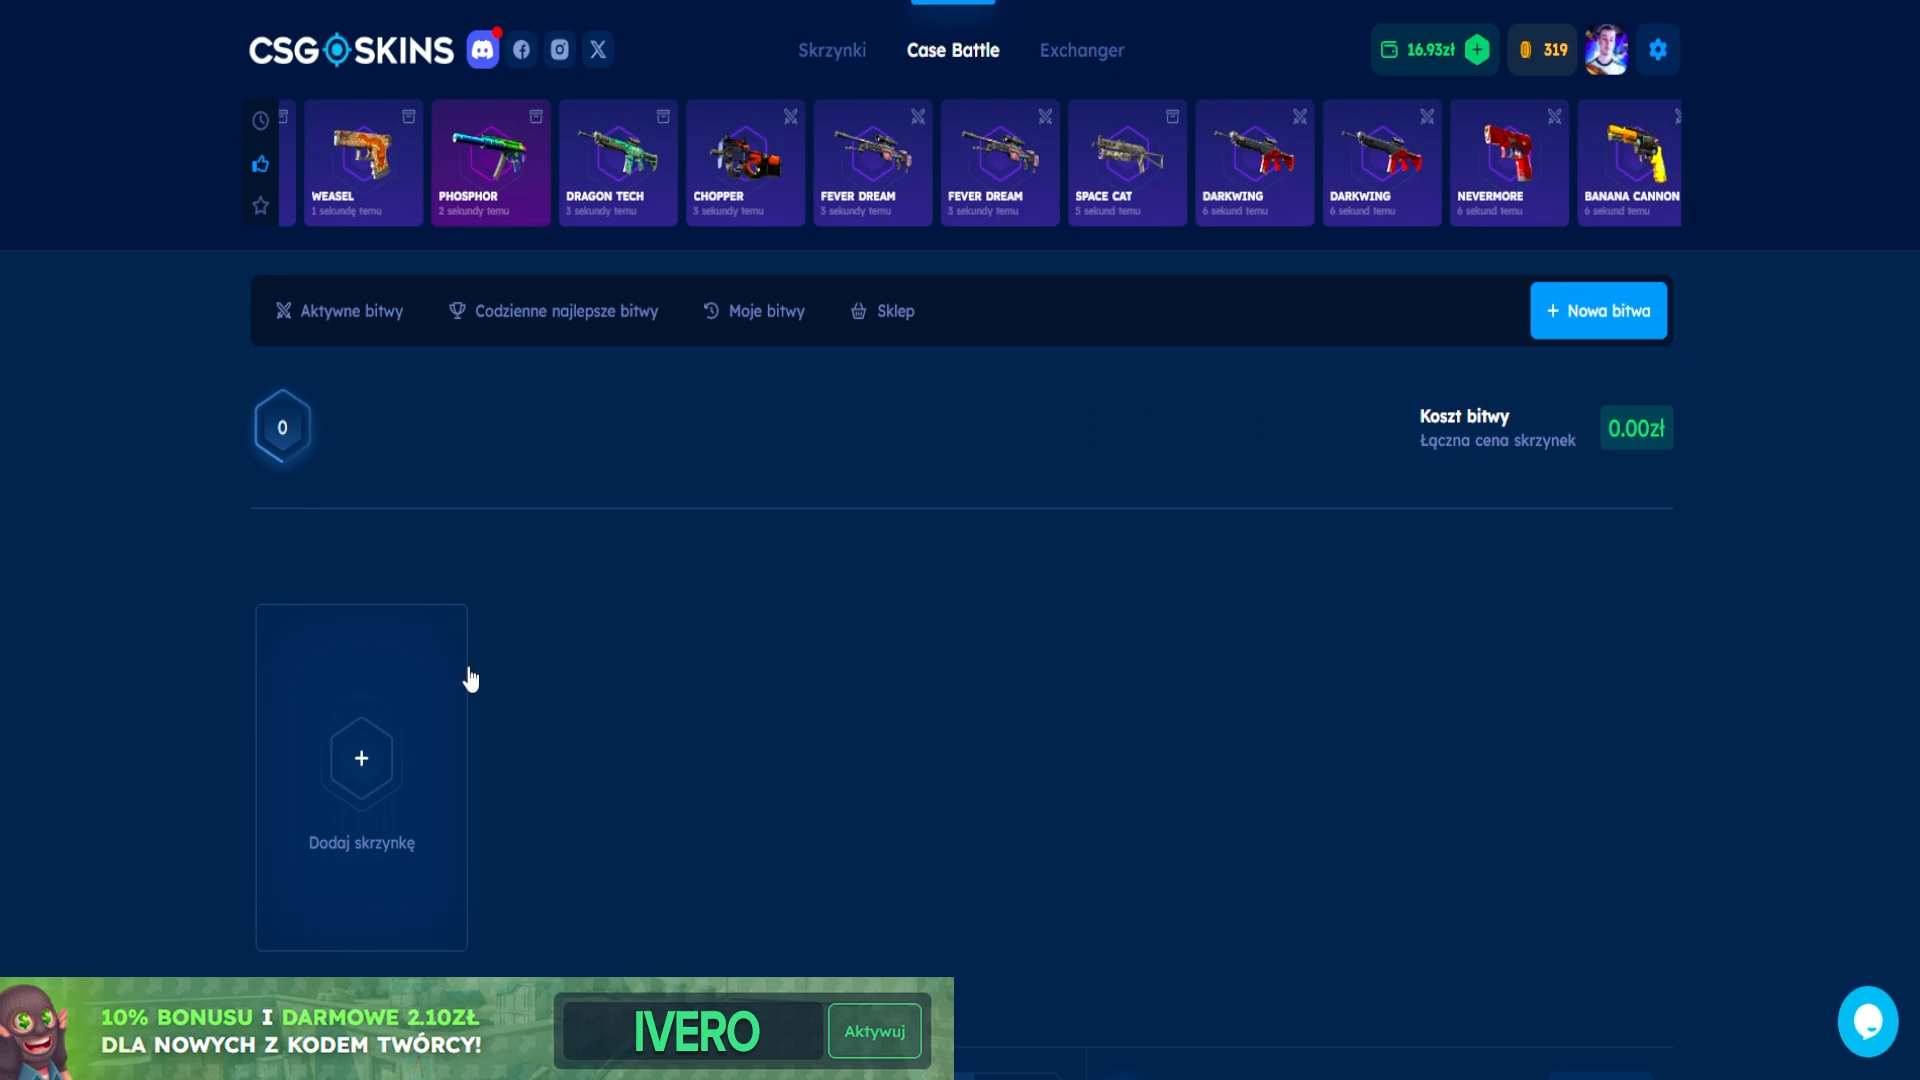 CSGOSKINS
Skrzynki
Case Battle
Exchanger
16.93zł
319
WEASEL
1 sekundę temu
PHOSPHOR
2 sekundy temu
DRAGON TECH
3 sekundy temu
CHOPPER
3 sekundy temu
FEVER DREAM
3 sekundy temu
FEVER DREAM
3 sekundy temu
SPACE CAT
5 sekund temu
DARKWING
6 sekund temu
DARKWING
6 sekund temu
NEVERMORE
6 sekund temu
BANANA CANNON
6 sekund temu
Aktywne bitwy
Codzienne najlepsze bitwy
Moje bitwy
Sklep
+ Nowa bitwa
0
Koszt bitwy
Łączna cena skrzynek
0.00zł
+
Dodaj skrzynkę
10% BONUSU I DARMOWE 2.10ZŁ
DLA NOWYCH Z KODEM TWÓRCY!
IVERO
Aktywuj